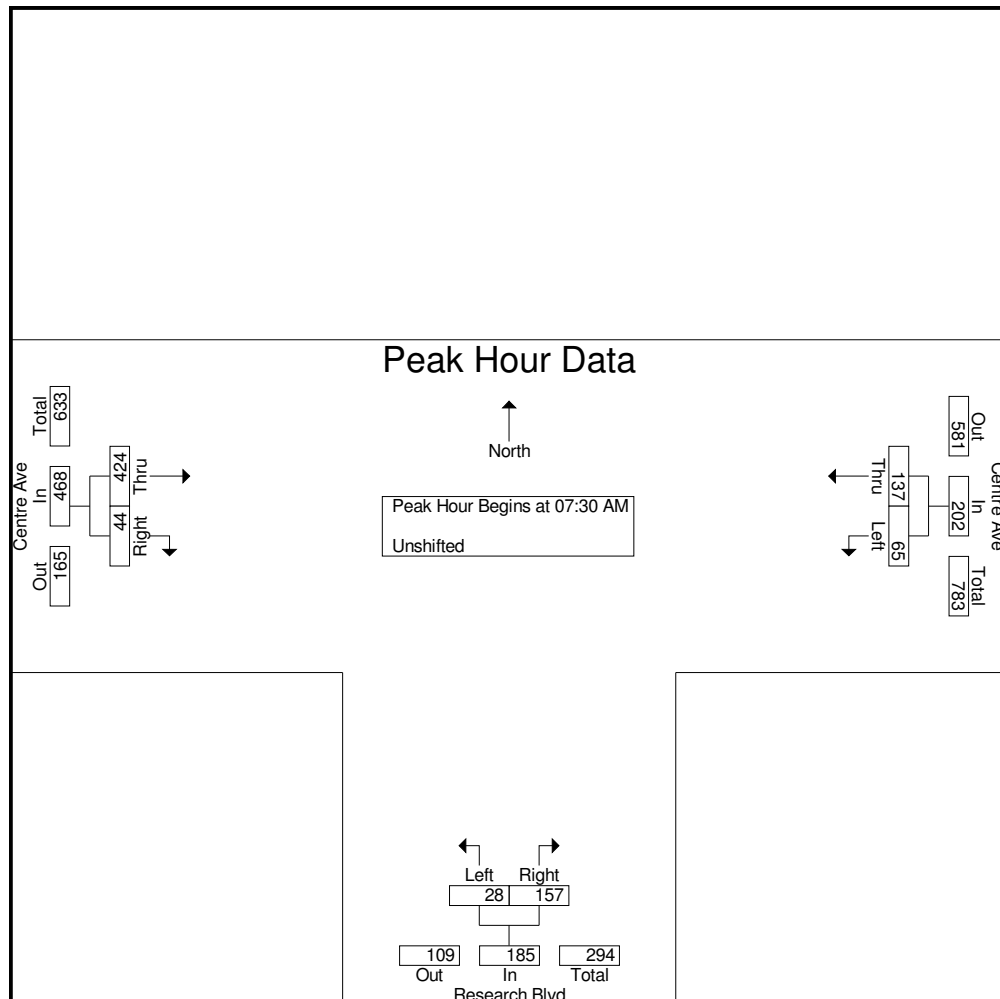 Peak Hour Data
North
Peak Hour Begins at 07:30 AM
Unshifted
Centre Ave
Total
633
In
468
Out
165
424
Thru
44
Right
Centre Ave
Out
581
In
202
Total
783
137
Thru
65
Left
Left Right
28 157
109 185 294
Out In Total
Research Blvd